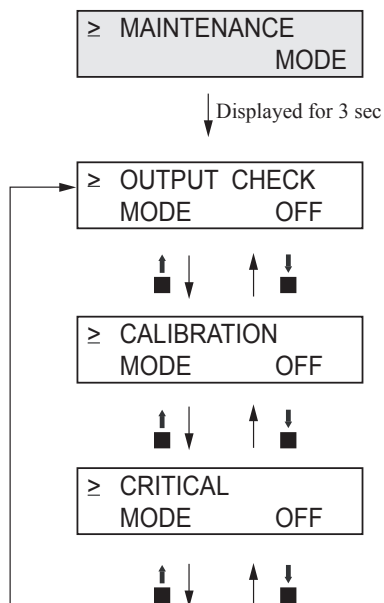 ≥ MAINTENANCE
MODE
Displayed for 3 sec
≥ OUTPUT CHECK
MODE OFF
≥ CALIBRATION
MODE OFF
≥ CRITICAL
MODE OFF